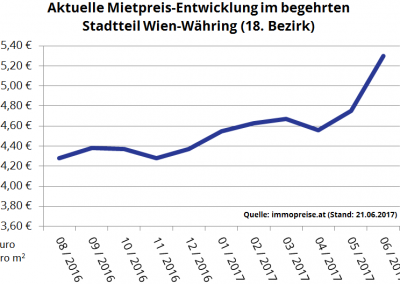 Aktuelle Mietpreis-Entwicklung im begehrten
Stadtteil Wien-Währing (18. Bezirk)
5,40 €
5,20 €
5,00 €
4,80 €
4,60 €
4,40 €
4,20 €
4,00 €
3,80 €
3,60 €
Quelle: immopreise.at (Stand: 21.06.2017)
uro
ro m²
08 / 2016
09 / 2016
10 / 2016
11 / 2016
12 / 2016
01 / 2017
02 / 2017
03 / 2017
04 / 2017
05 / 2017
06 /